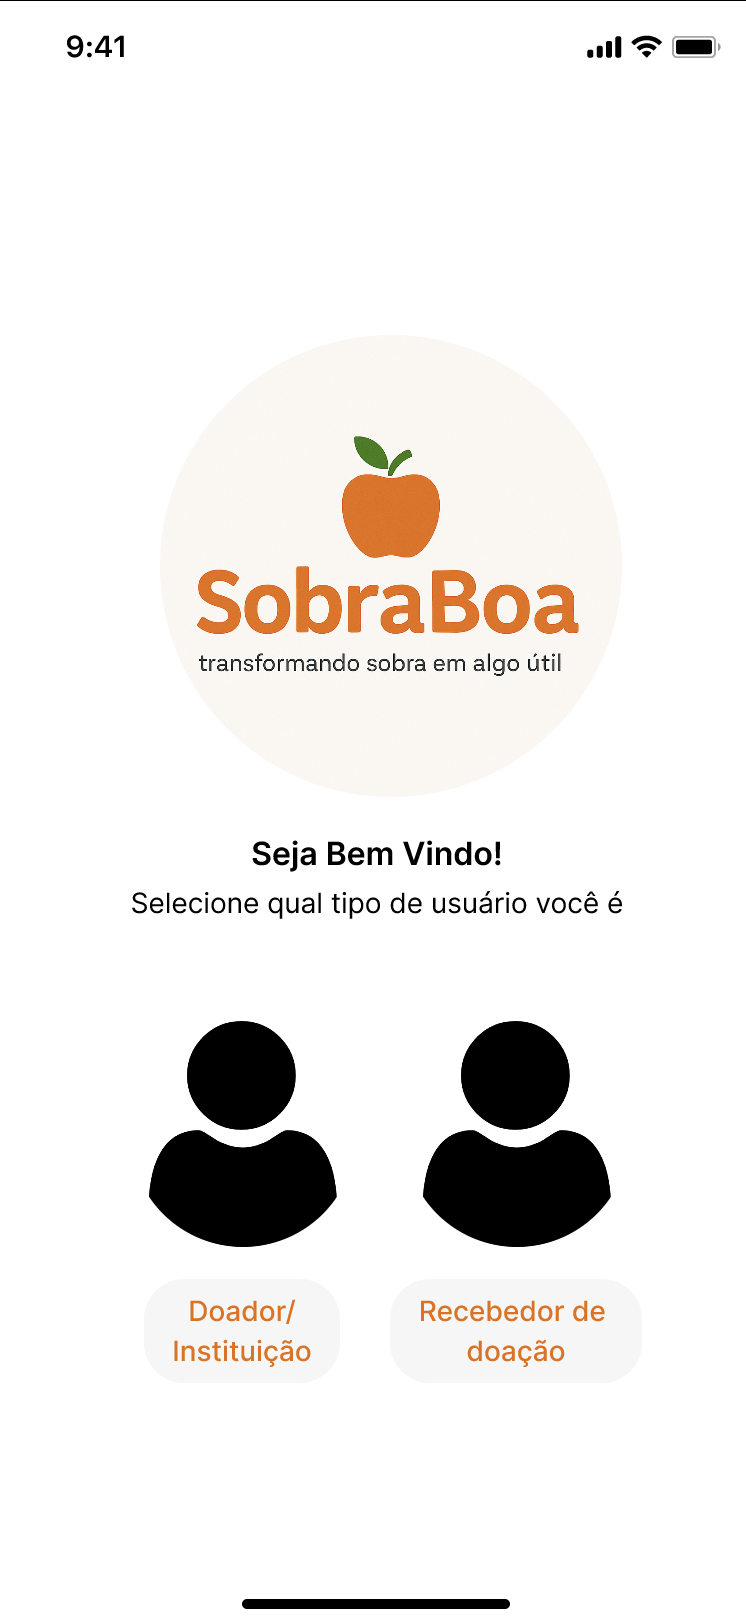 9:41
SobraBoa
transformando sobra em algo útil
Seja Bem Vindo!
Selecione qual tipo de usuário você é
Doador/
Instituição
Recebedor de
doação